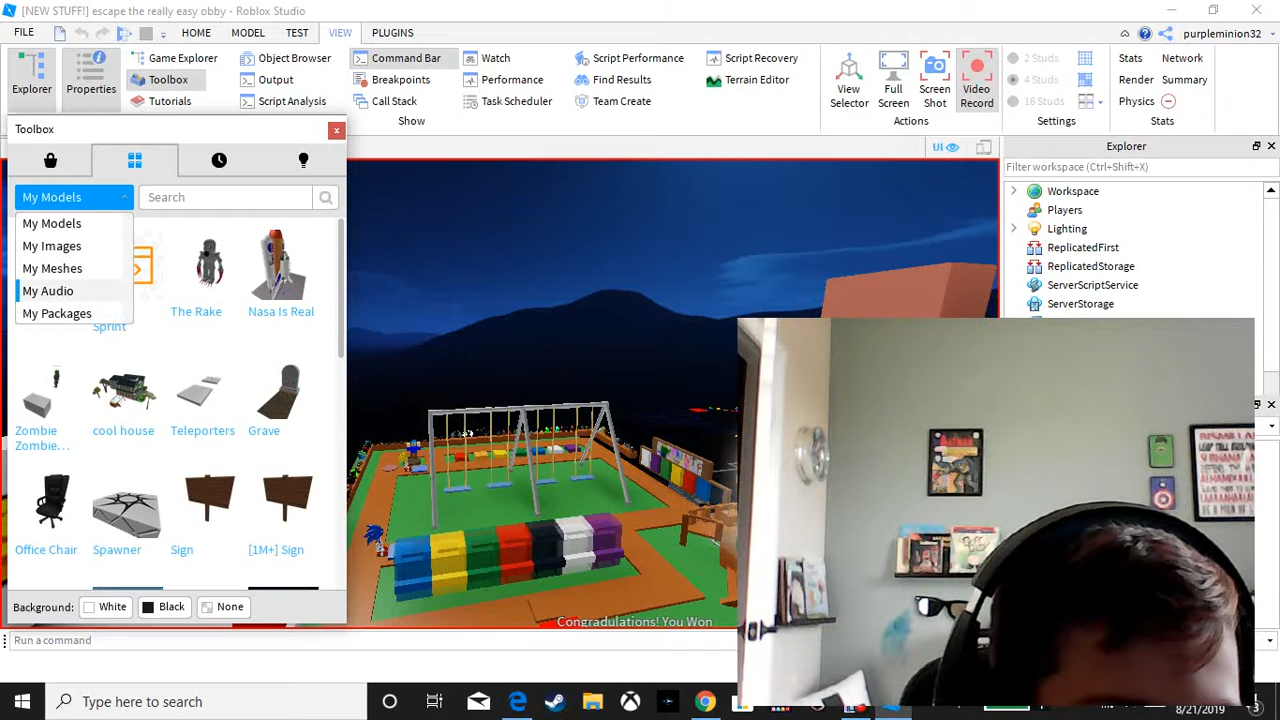 [NEW STUFF!] escape the really easy obby - Roblox Studio
FILE HOME MODEL TEST VIEW PLUGINS purpleminion32
Explorer
Properties
Game Explorer
Toolbox
Tutorials
Object Browser
Output
Script Analysis
Command Bar
Breakpoints
Call Stack
Watch
Performance
Task Scheduler
Script Performance
Find Results
Team Create
Script Recovery
Terrain Editor
Show
View
Selector
Full
Screen
Screen
Shot
Video
Record
Actions
2 Studs
4 Studs
16 Studs
Settings
Stats Network
Render Summary
Physics
Stats
Toolbox
My Models
Search
My Models
My Images
My Meshes
My Audio
My Packages
Sprint
The Rake
Nasa Is Real
Zombie
Zombie...
cool house
Teleporters
Grave
Office Chair
Spawner
Sign
[1M+] Sign
Background: White Black None
UI
Congradulations! You Won
Explorer
Filter workspace (Ctrl+Shift+X)
Workspace
Players
Lighting
ReplicatedFirst
ReplicatedStorage
ServerScriptService
ServerStorage
BATMAN
Run a command
Type here to search
8/21/2019
3